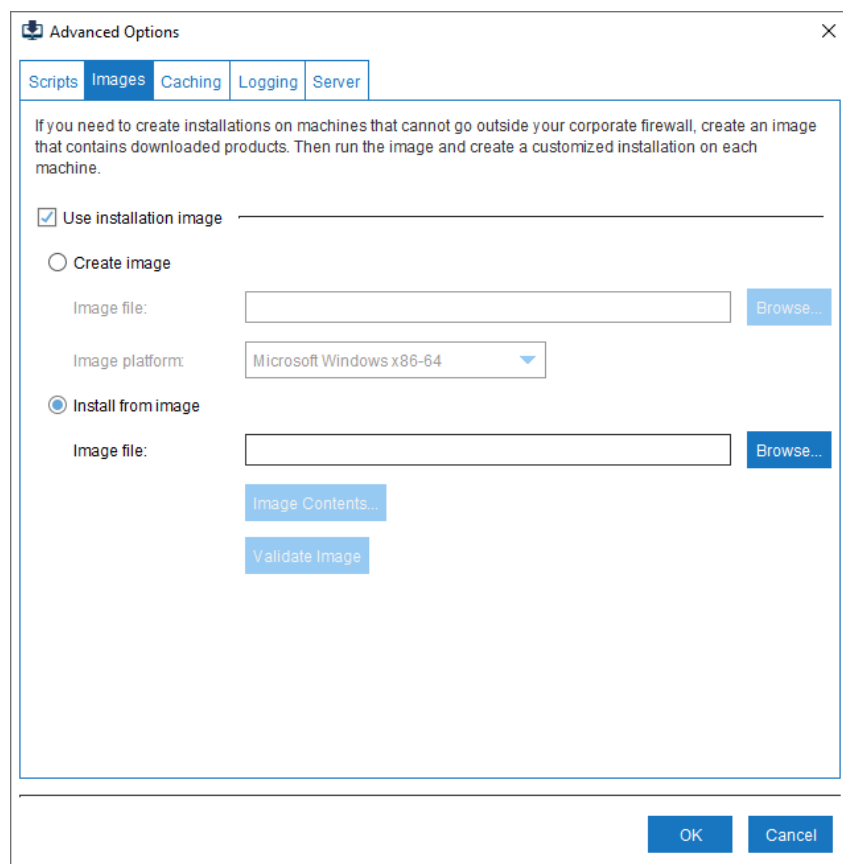 Advanced Options
Scripts Images Caching Logging Server
If you need to create installations on machines that cannot go outside your corporate firewall, create an image
that contains downloaded products. Then run the image and create a customized installation on each
machine.
Use installation image
Create image
Image file: Browse...
Image platform: Microsoft Windows x86-64
Install from image
Image file: Browse...
Image Contents...
Validate Image
OK Cancel